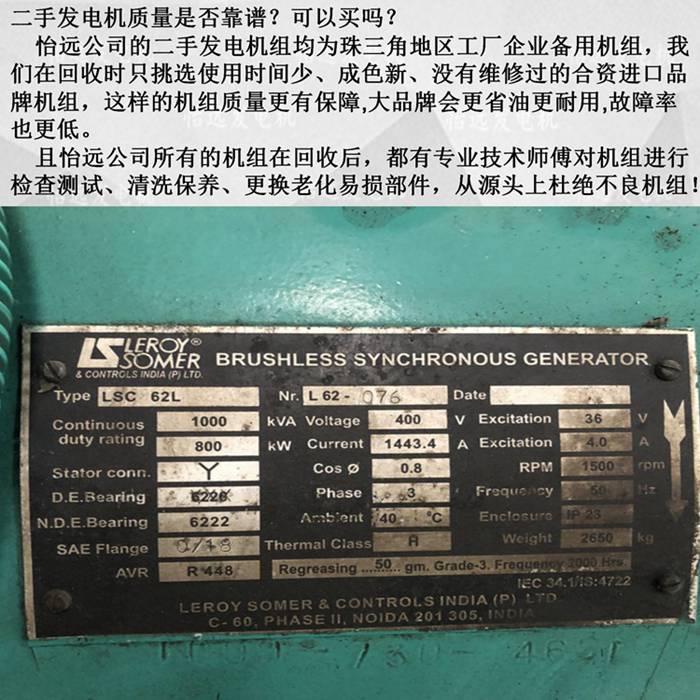 二手发电机质量是否靠谱？可以买吗？
怡远公司的二手发电机组均为珠三角地区工厂企业备用机组，我
们在回收时只挑选使用时间少、成色新、没有维修过的合资进口品
牌机组，这样的机组质量更有保障,大品牌会更省油更耐用,故障率
也更低。
且怡远公司所有的机组在回收后，都有专业技术师傅对机组进行
检查测试、清洗保养、更换老化易损部件，从源头上杜绝不良机组！
怡远发电机
LS LEROY® SOMER
& CONTROLS INDIA (P) LTD.
BRUSHLESS SYNCHRONOUS GENERATOR
Type LSC 62L Nr. L 62-076 Date
Continuous duty rating 1000 kVA Voltage 400 V Excitation 36 V
800 kW Current 1443.4 A Excitation 4.0 A
Stator conn. Y Cos Ø 0.8 RPM 1500 rpm
D.E.Bearing 6226 Phase 3 Frequency 50 Hz
N.D.E.Bearing 6222 Ambient 40 °C Enclosure IP 23
SAE Flange 0/18 Thermal Class H Weight 2650 kg
AVR R 448 Regreasing ..50.. gm. Grade-3, Frequency 2000 Hrs.
IEC 34.1/IS:4722
LEROY SOMER & CONTROLS INDIA (P) LTD
C- 60, PHASE II, NOIDA 201 305, INDIA